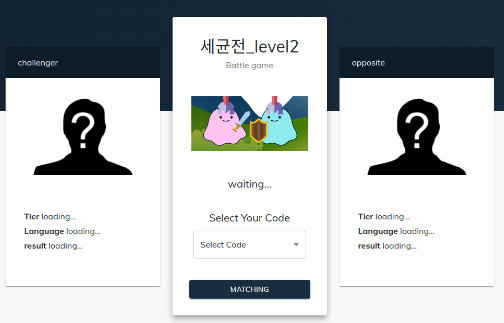 challenger
?
Tier loading...
Language loading...
result loading...
세균전_level2
Battle game
waiting...
Select Your Code
Select Code
MATCHING
opposite
?
Tier loading...
Language loading...
result loading...